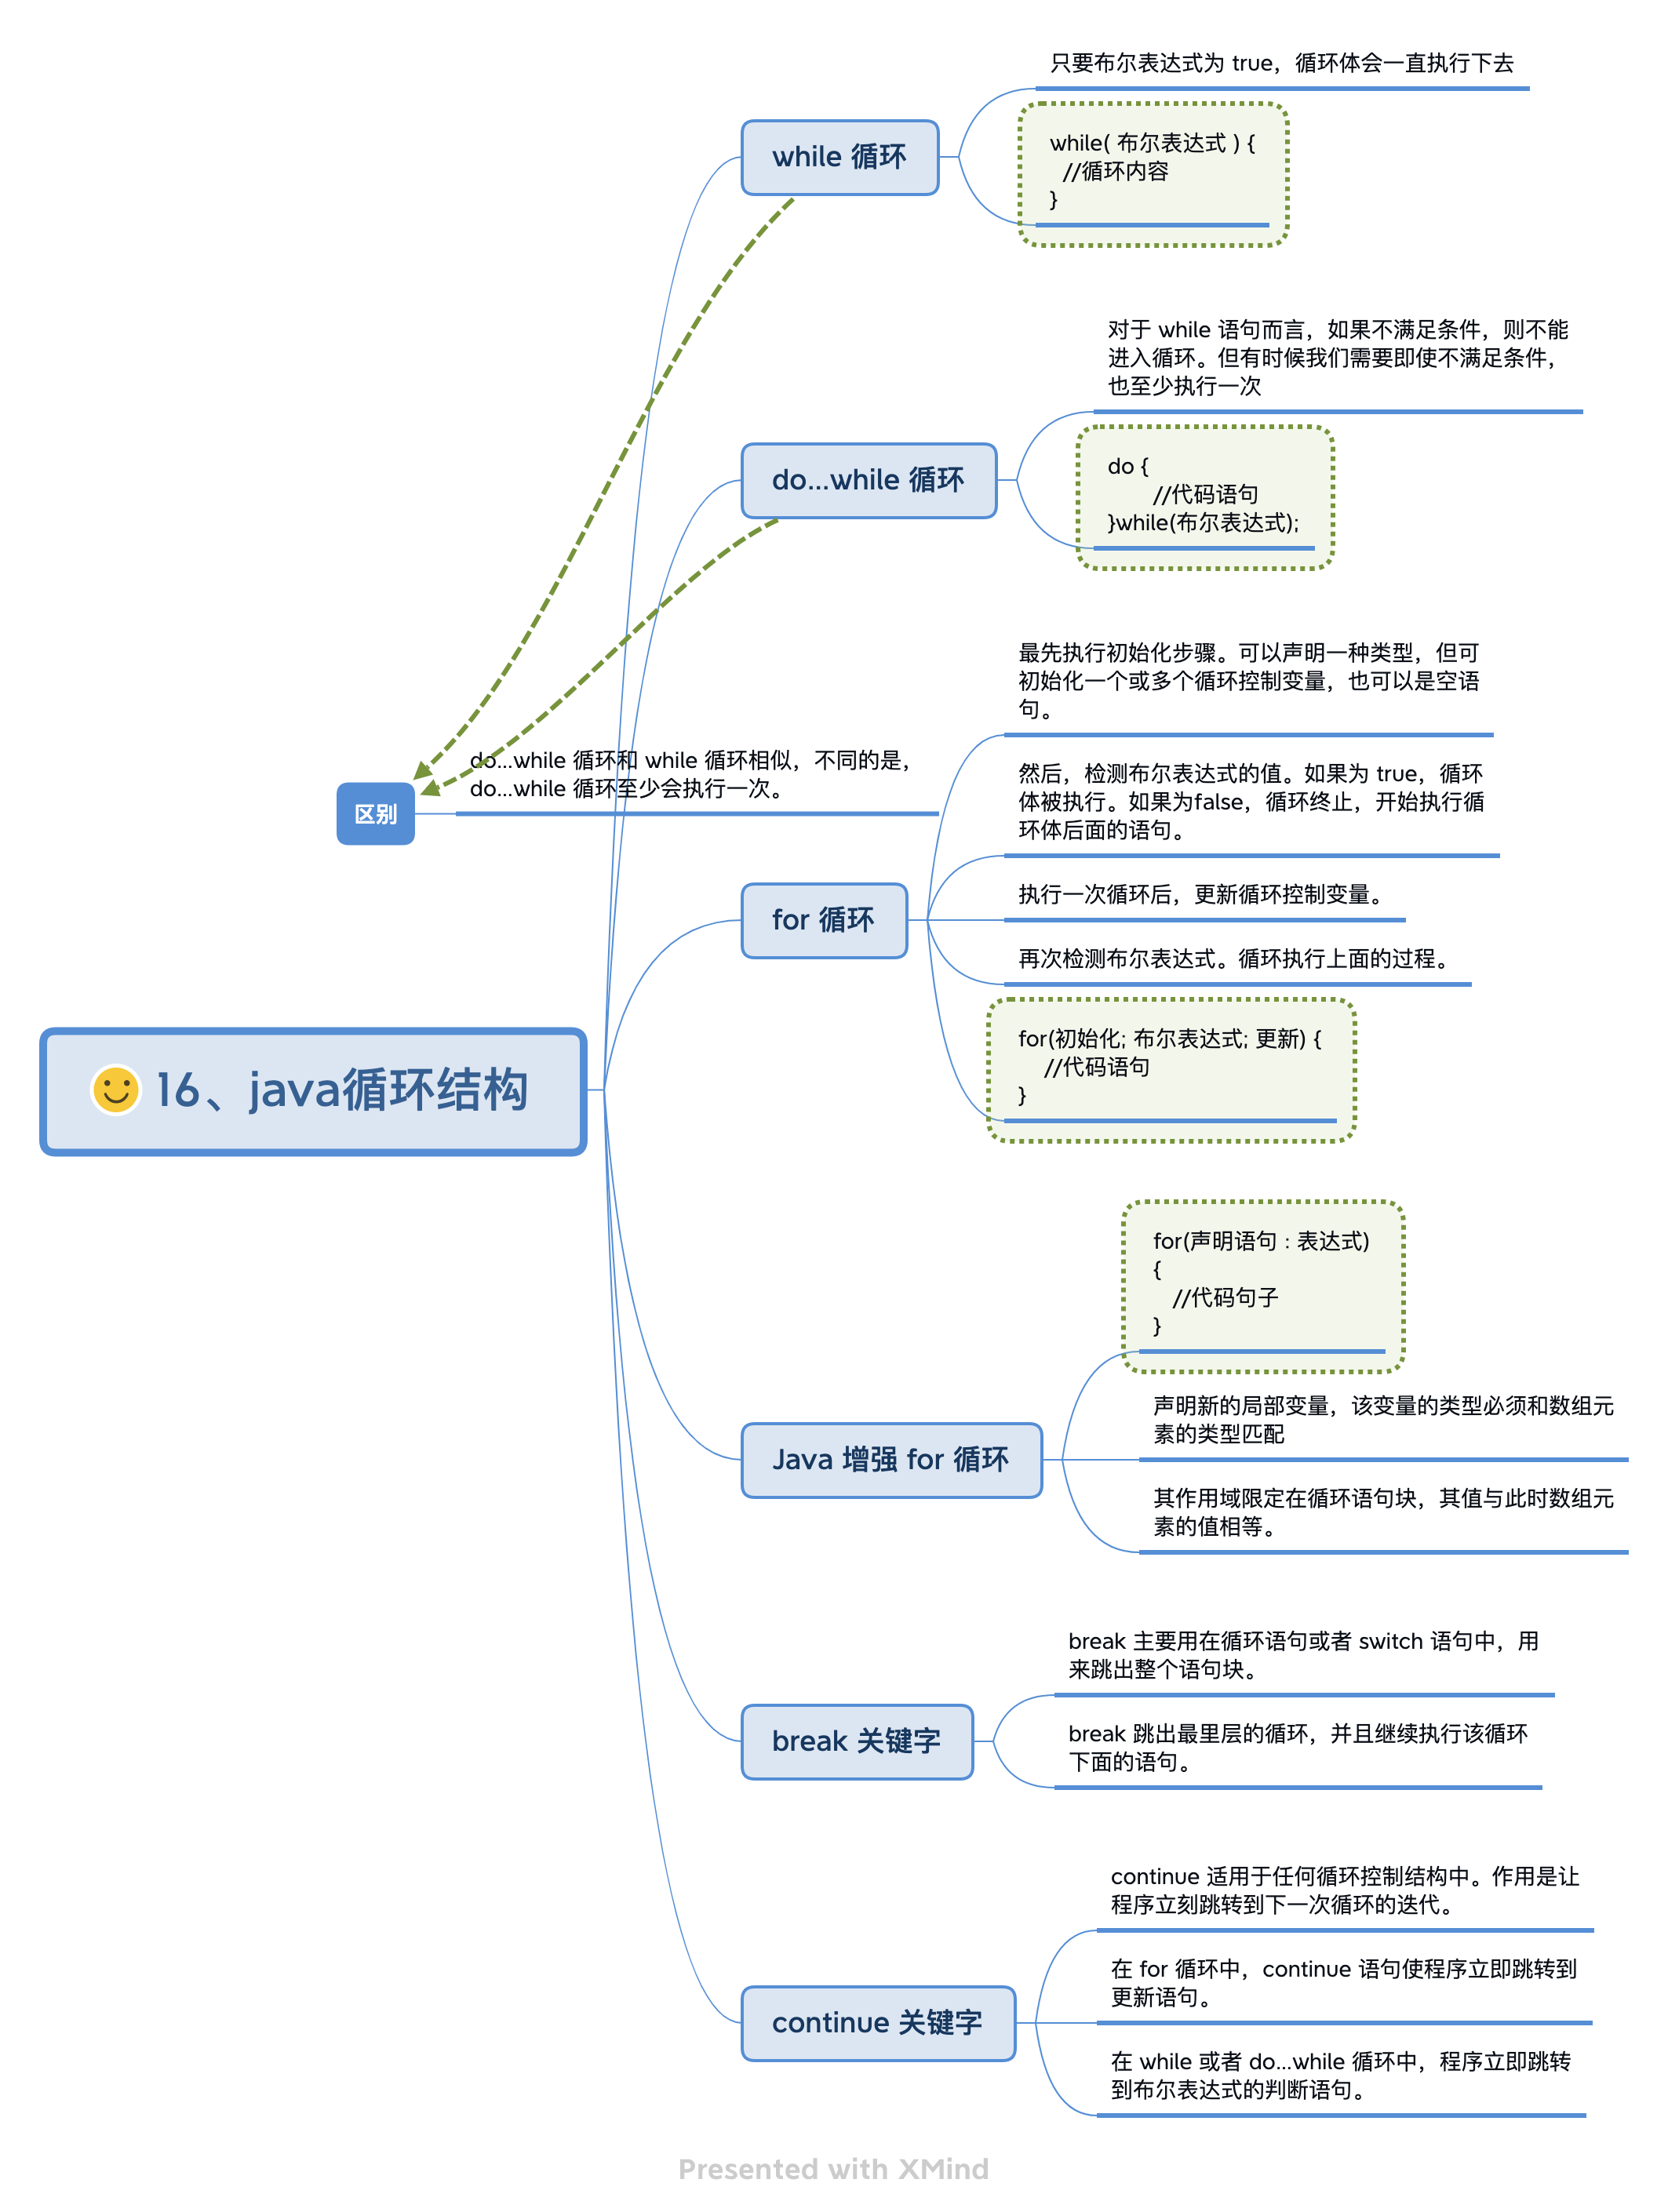 只要布尔表达式为 true，循环体会一直执行下去
while 循环
while( 布尔表达式 ) {
//循环内容
}
对于 while 语句而言，如果不满足条件，则不能
进入循环。但有时候我们需要即使不满足条件，
也至少执行一次
do...while 循环
do {
//代码语句
}while(布尔表达式);
do...while 循环和 while 循环相似，不同的是，
do...while 循环至少会执行一次。
区别
最先执行初始化步骤。可以声明一种类型，但可
初始化一个或多个循环控制变量，也可以是空语
句。
然后，检测布尔表达式的值。如果为 true，循环
体被执行。如果为false，循环终止，开始执行循
环体后面的语句。
for 循环
执行一次循环后，更新循环控制变量。
再次检测布尔表达式。循环执行上面的过程。
for(初始化; 布尔表达式; 更新) {
//代码语句
}
16、java循环结构
for(声明语句 : 表达式)
{
//代码句子
}
Java 增强 for 循环
声明新的局部变量，该变量的类型必须和数组元
素的类型匹配
其作用域限定在循环语句块，其值与此时数组元
素的值相等。
break 主要用在循环语句或者 switch 语句中，用
来跳出整个语句块。
break 关键字
break 跳出最里层的循环，并且继续执行该循环
下面的语句。
continue 适用于任何循环控制结构中。作用是让
程序立刻跳转到下一次循环的迭代。
continue 关键字
在 for 循环中，continue 语句使程序立即跳转到
更新语句。
在 while 或者 do...while 循环中，程序立即跳转
到布尔表达式的判断语句。
Presented with XMind